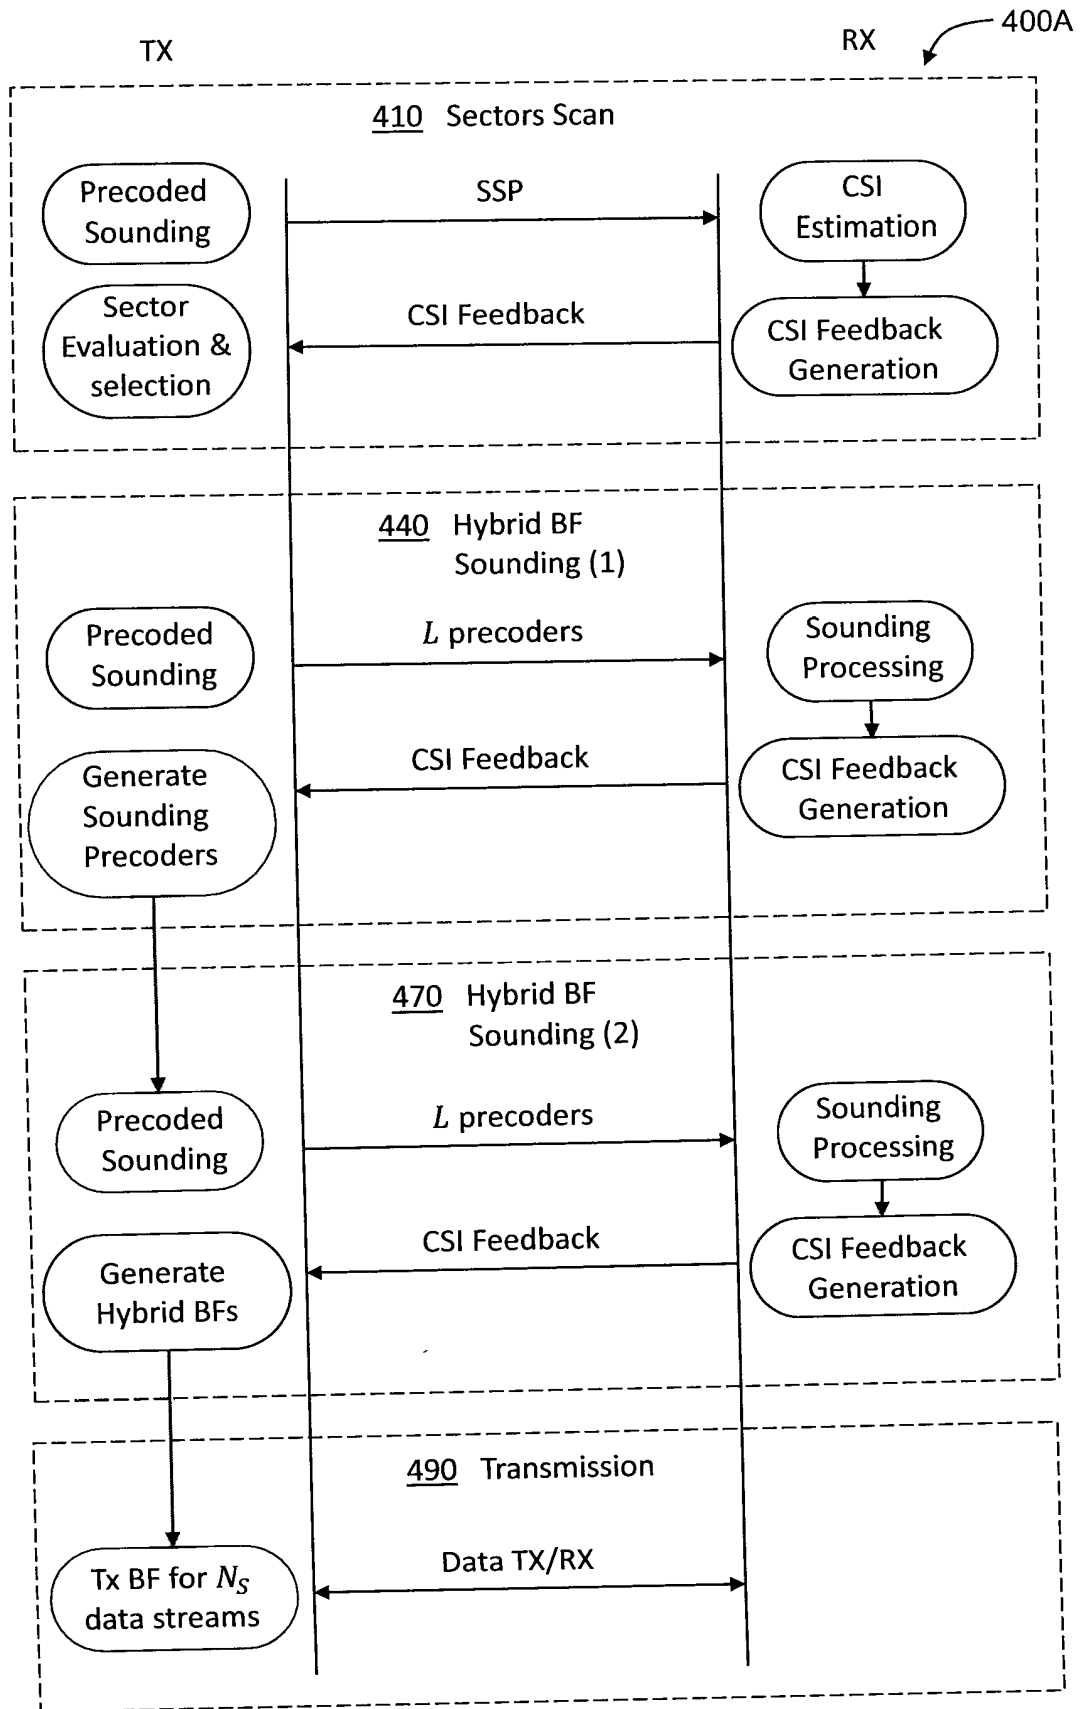 TX
RX
400A
410 Sectors Scan
Precoded
Sounding
SSP
CSI
Estimation
Sector
Evaluation &
selection
CSI Feedback
CSI Feedback
Generation
440 Hybrid BF
Sounding (1)
Precoded
Sounding
L precoders
Sounding
Processing
Generate
Sounding
Precoders
CSI Feedback
CSI Feedback
Generation
470 Hybrid BF
Sounding (2)
Precoded
Sounding
L precoders
Sounding
Processing
Generate
Hybrid BFs
CSI Feedback
CSI Feedback
Generation
490 Transmission
Tx BF for N_S
data streams
Data TX/RX